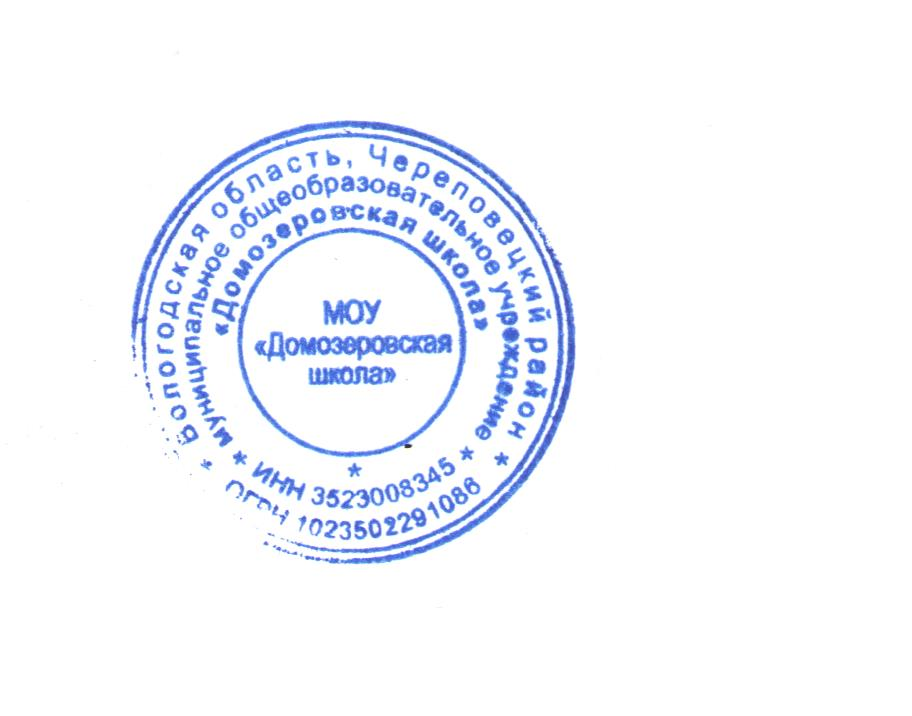 * Вологодская область, Череповецкий район *
* муниципальное общеобразовательное учреждение *
«Домозеровская школа»
МОУ
«Домозеровская
школа»
*
ИНН 3523008345
ОГРН 1023502291086